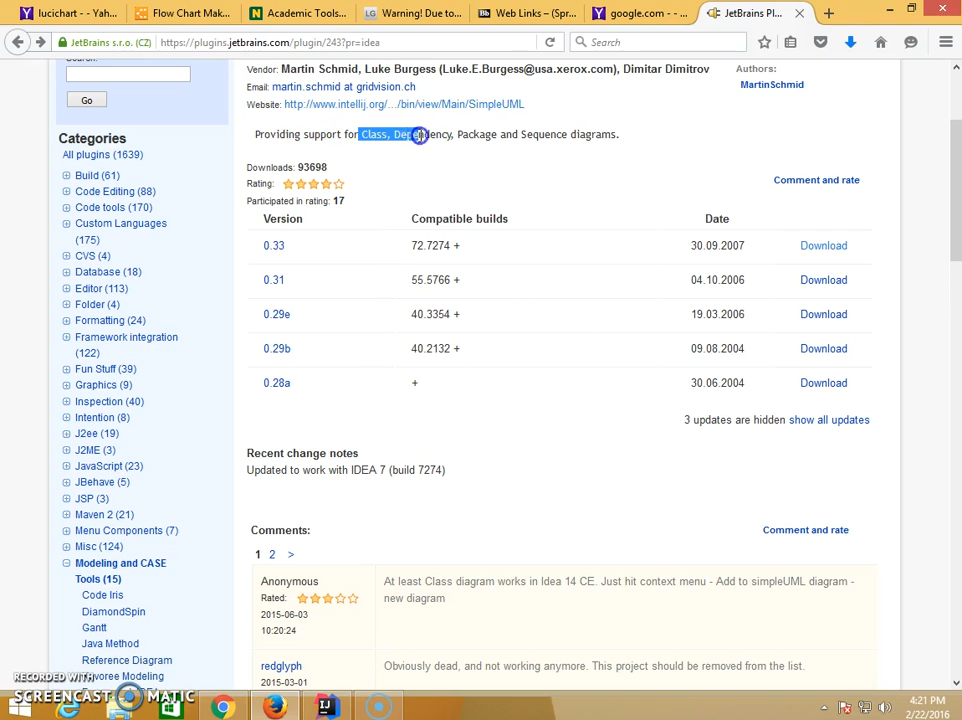 lucichart - Yah...
Flow Chart Mak...
Academic Tools...
Warning! Due to...
Web Links – (Spr...
google.com - ...
JetBrains Pl...
JetBrains s.r.o. (CZ)
https://plugins.jetbrains.com/plugin/243?pr=idea
Search
Go
Categories
All plugins (1639)
Build (61)
Code Editing (88)
Code tools (170)
Custom Languages
(175)
CVS (4)
Database (18)
Editor (113)
Folder (4)
Formatting (24)
Framework integration
(122)
Fun Stuff (39)
Graphics (9)
Inspection (40)
Intention (8)
J2ee (19)
J2ME (3)
JavaScript (23)
JBehave (5)
JSP (3)
Maven 2 (21)
Menu Components (7)
Misc (124)
Modeling and CASE
Tools (15)
Code Iris
DiamondSpin
Gantt
Java Method
Reference Diagram
Vendor: Martin Schmid, Luke Burgess (Luke.E.Burgess@usa.xerox.com), Dimitar Dimitrov
Email: martin.schmid at gridvision.ch
Website: http://www.intellij.org/.../bin/view/Main/SimpleUML
Authors:
MartinSchmid
Providing support for Class, Dependency, Package and Sequence diagrams.
Downloads: 93698
Rating:
Participated in rating: 17
Comment and rate
Version Compatible builds Date
0.33 72.7274 + 30.09.2007 Download
0.31 55.5766 + 04.10.2006 Download
0.29e 40.3354 + 19.03.2006 Download
0.29b 40.2132 + 09.08.2004 Download
0.28a + 30.06.2004 Download
3 updates are hidden show all updates
Recent change notes
Updated to work with IDEA 7 (build 7274)
Comments:
Comment and rate
1 2 >
Anonymous
Rated:
2015-06-03
10:20:24
At least Class diagram works in Idea 14 CE. Just hit context menu - Add to simpleUML diagram -
new diagram
redglyph
2015-03-01
Obviously dead, and not working anymore. This project should be removed from the list.
RECORDED WITH
SCREENCAST MATIC
4:21 PM
2/22/2016